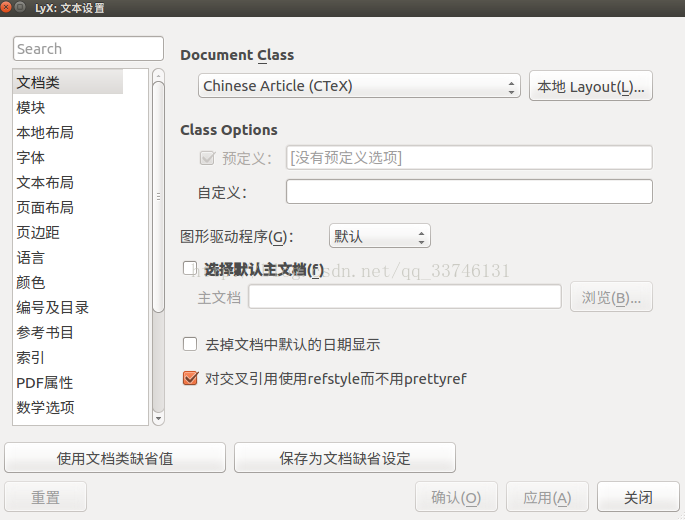 LyX: 文本设置
Search
文档类
模块
本地布局
字体
文本布局
页面布局
页边距
语言
颜色
编号及目录
参考书目
索引
PDF属性
数学选项
Document Class
Chinese Article (CTeX)
本地 Layout(L)...
Class Options
预定义：
[没有预定义选项]
自定义：
图形驱动程序(G)：
默认
选择默认主文档(f)
sdn.net/qq_33746131
主文档
浏览(B)...
去掉文档中默认的日期显示
对交叉引用使用refstyle而不用prettyref
使用文档类缺省值
保存为文档缺省设定
重置
确认(O)
应用(A)
关闭